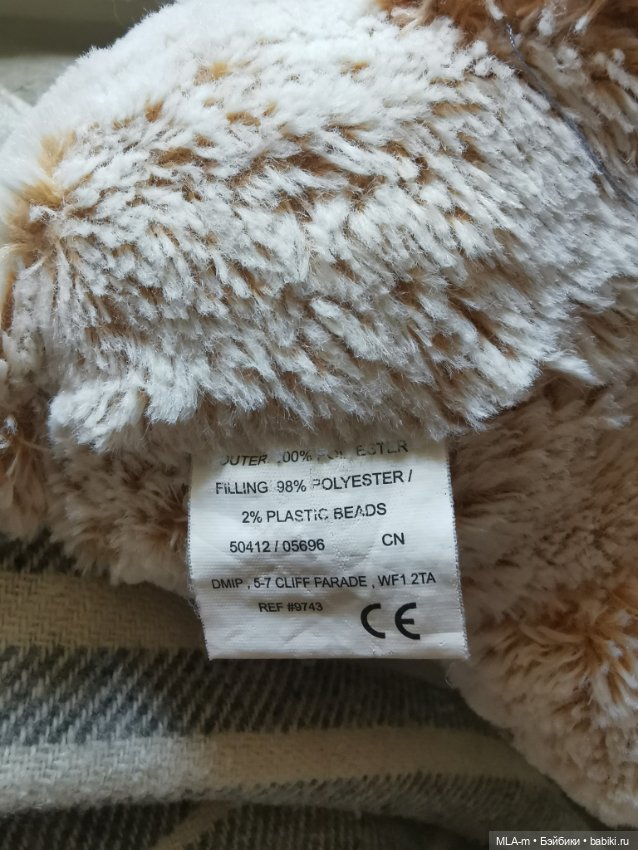 OUTER 100% POLYESTER
FILLING 98% POLYESTER /
2% PLASTIC BEADS
50412 / 05696 CN
DMIP , 5-7 CLIFF PARADE , WF1 2TA
REF #9743 CE
MLA-m • Бэйбики • babiki.ru